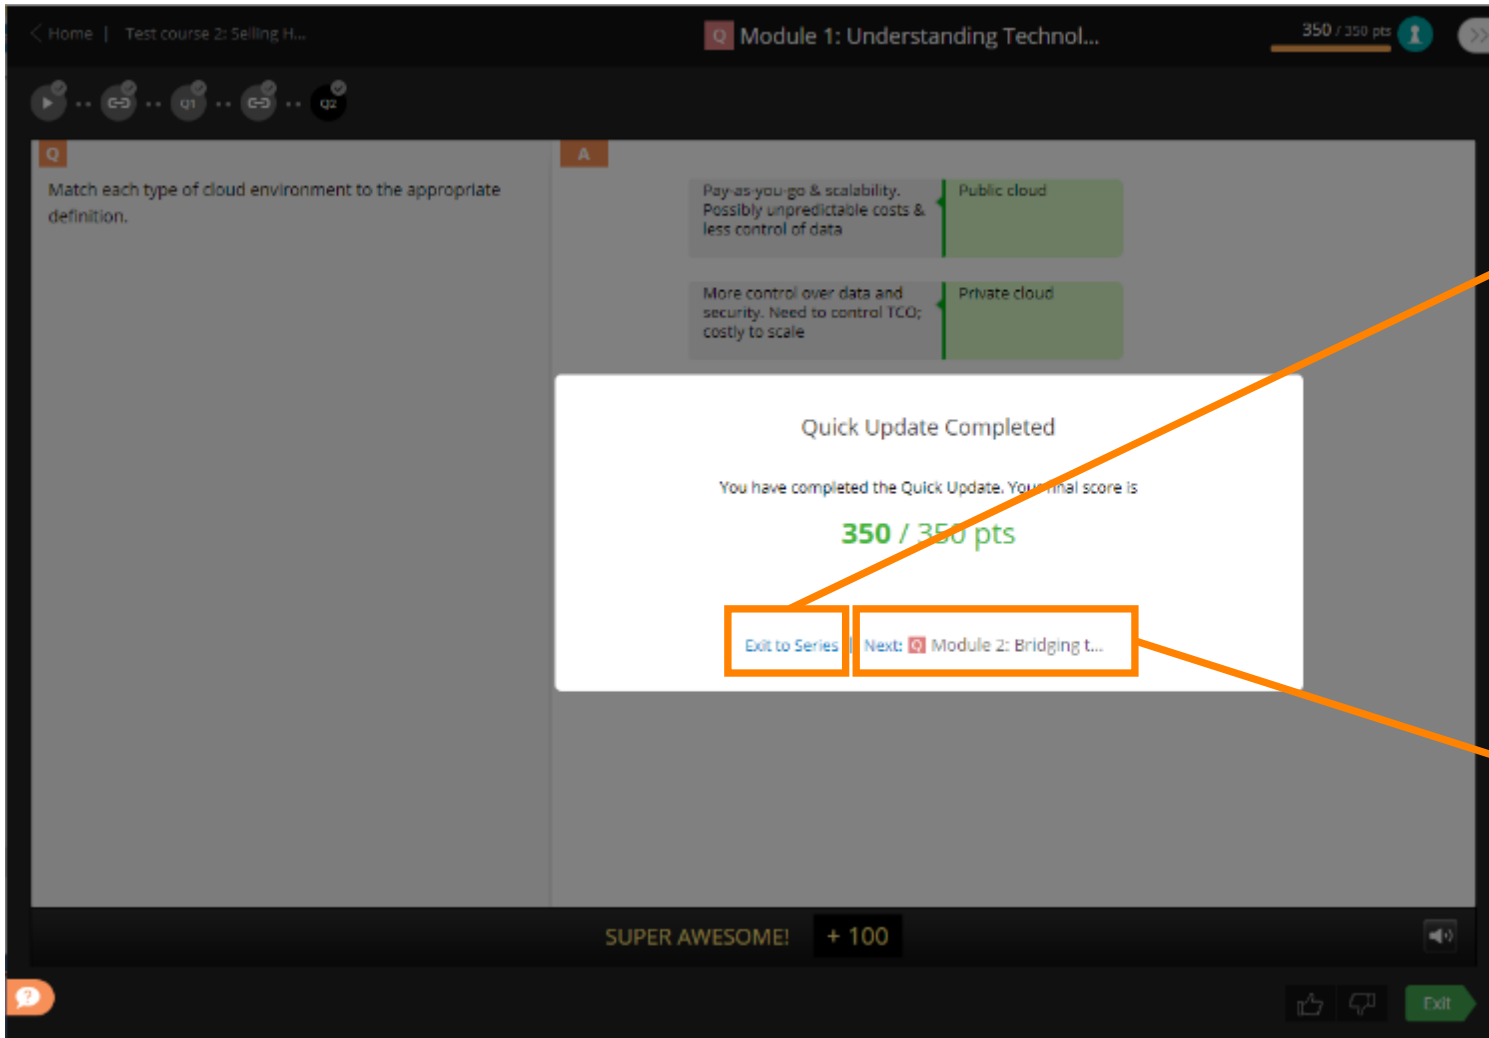 Home | Test course 2: Selling H...
Q Module 1: Understanding Technol...
350 / 350 pts
Q1
Q2
Q
Match each type of cloud environment to the appropriate
definition.
A
Pay-as-you-go & scalability.
Possibly unpredictable costs &
less control of data
Public cloud
More control over data and
security. Need to control TCO;
costly to scale
Private cloud
Quick Update Completed
You have completed the Quick Update. Your final score is
350 / 350 pts
Exit to Series | Next: Q Module 2: Bridging t...
SUPER AWESOME! + 100
?
Exit